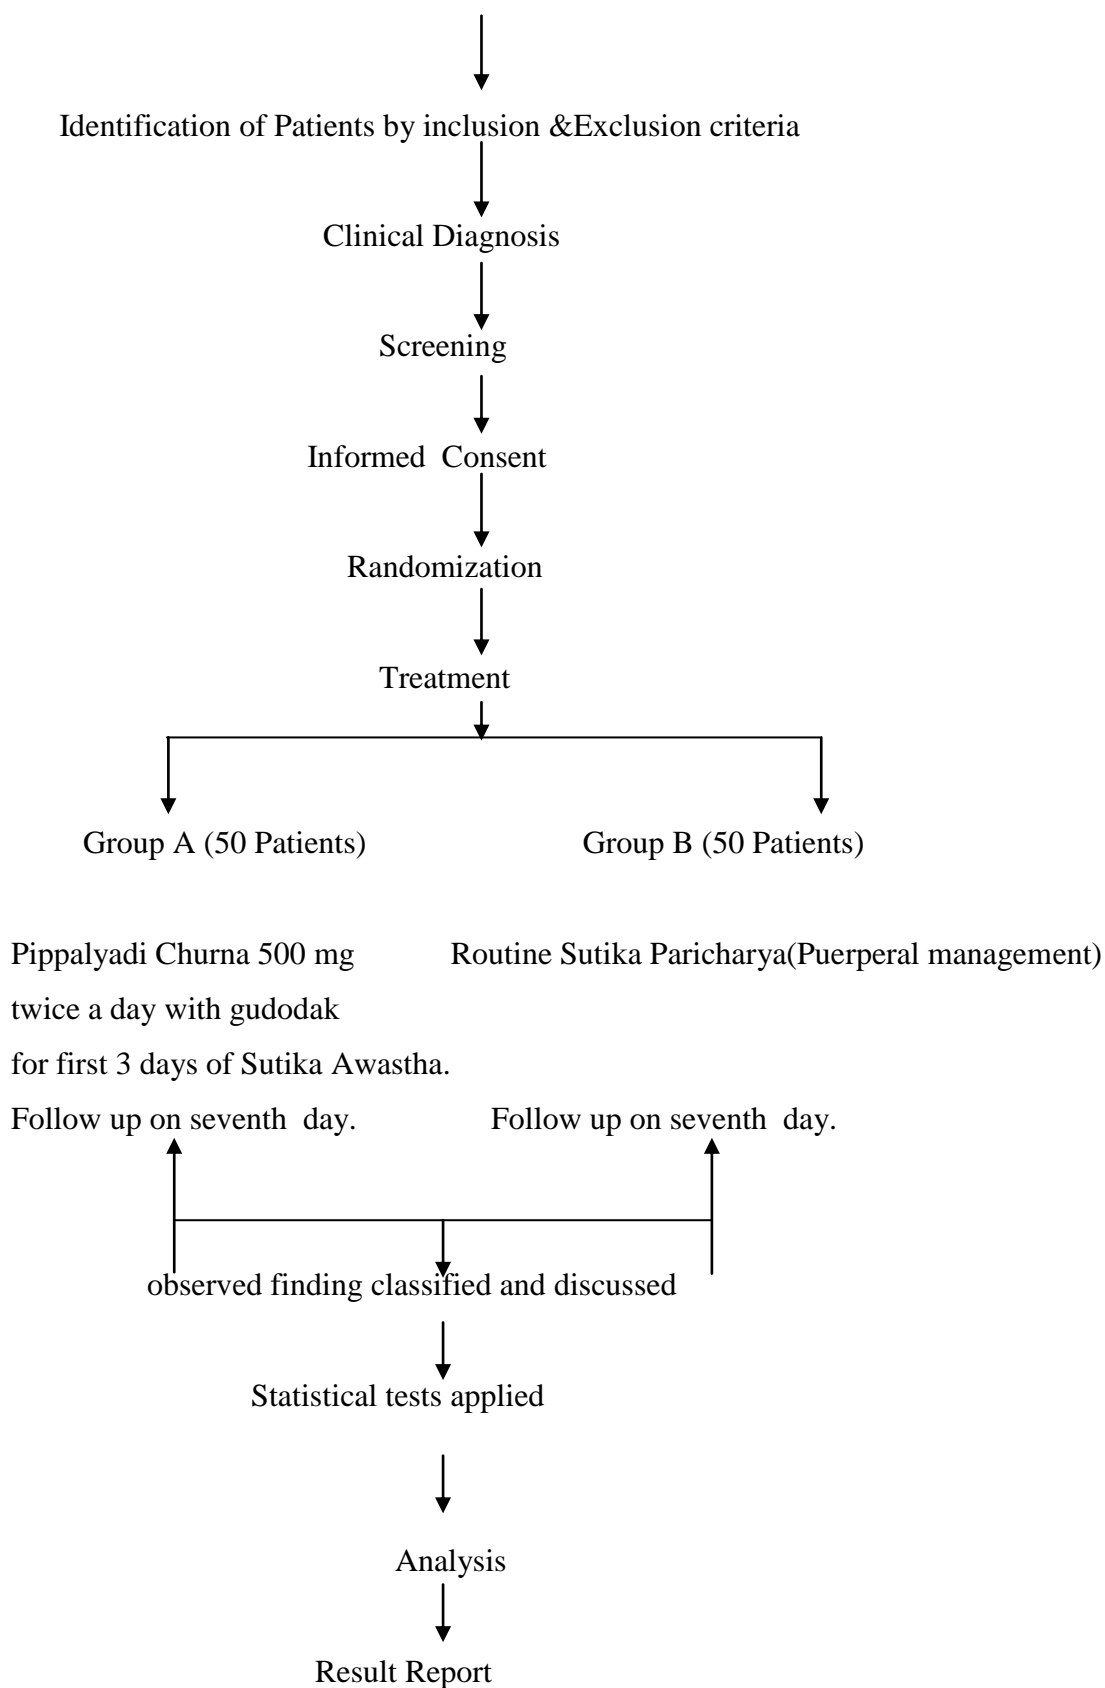 Identification of Patients by inclusion &Exclusion criteria
Clinical Diagnosis
Screening
Informed  Consent
Randomization
Treatment
Group A (50 Patients)
Group B (50 Patients)
Pippalyadi Churna 500 mg
twice a day with gudodak
for first 3 days of Sutika Awastha.
Follow up on seventh  day.
Routine Sutika Paricharya(Puerperal management)
Follow up on seventh  day.
observed finding classified and discussed
Statistical tests applied
Analysis
Result Report